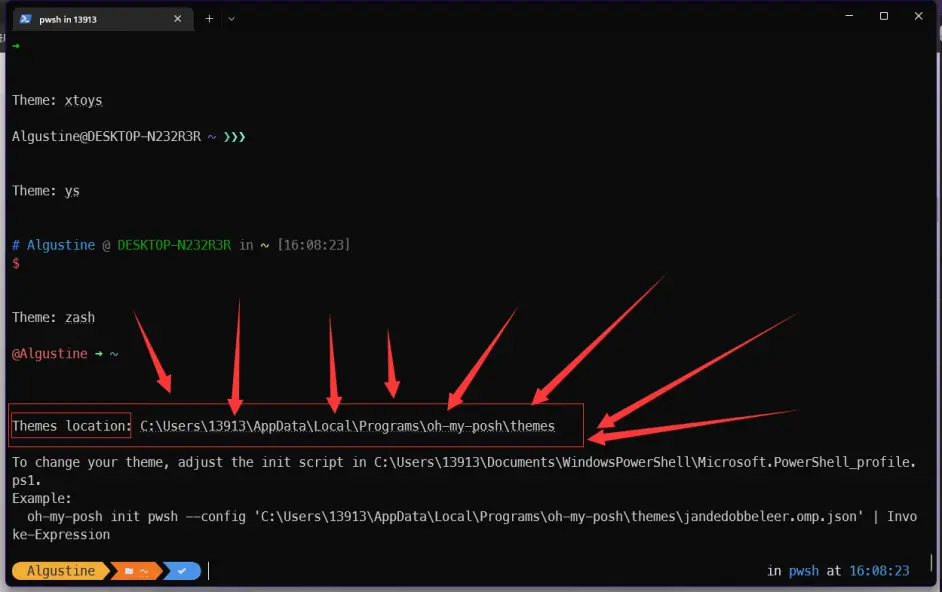 pwsh in 13913
Theme: xtoys
Algustine@DESKTOP-N232R3R ~ ❯❯❯
Theme: ys
# Algustine @ DESKTOP-N232R3R in ~ [16:08:23]
$
Theme: zash
@Algustine ➜ ~
Themes location: C:\Users\13913\AppData\Local\Programs\oh-my-posh\themes
To change your theme, adjust the init script in C:\Users\13913\Documents\WindowsPowerShell\Microsoft.PowerShell_profile.
ps1.
Example:
oh-my-posh init pwsh --config 'C:\Users\13913\AppData\Local\Programs\oh-my-posh\themes\jandedobbeleer.omp.json' | Invo
ke-Expression
Algustine ~ in pwsh at 16:08:23